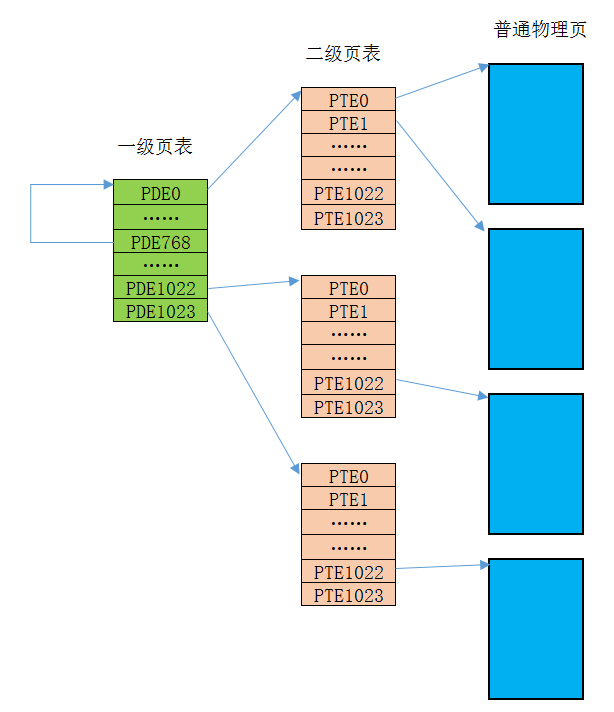 普通物理页
二级页表
一级页表
PDE0
……
PDE768
……
PDE1022
PDE1023
PTE0
PTE1
……
……
PTE1022
PTE1023
PTE0
PTE1
……
……
PTE1022
PTE1023
PTE0
PTE1
……
……
PTE1022
PTE1023